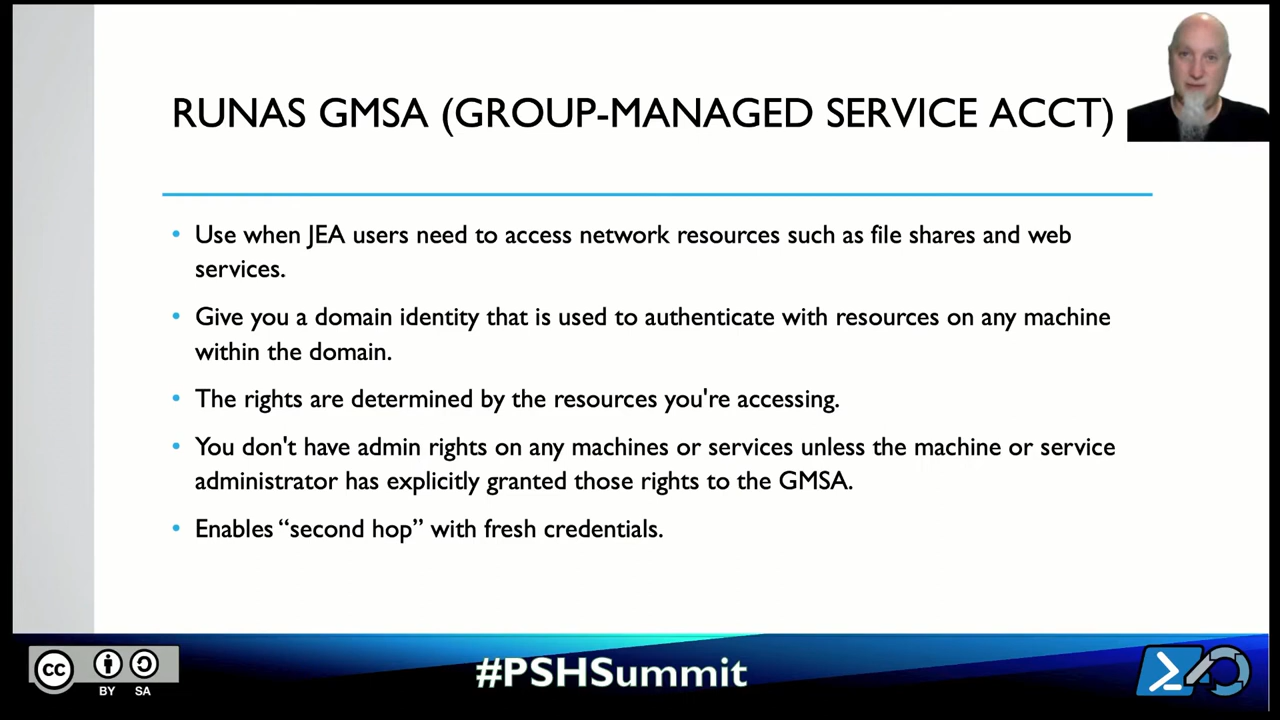 RUNAS GMSA (GROUP-MANAGED SERVICE ACCT)
• Use when JEA users need to access network resources such as file shares and web
services.
• Give you a domain identity that is used to authenticate with resources on any machine
within the domain.
• The rights are determined by the resources you're accessing.
• You don't have admin rights on any machines or services unless the machine or service
administrator has explicitly granted those rights to the GMSA.
• Enables “second hop” with fresh credentials.
cc
BY SA
#PSHSummit